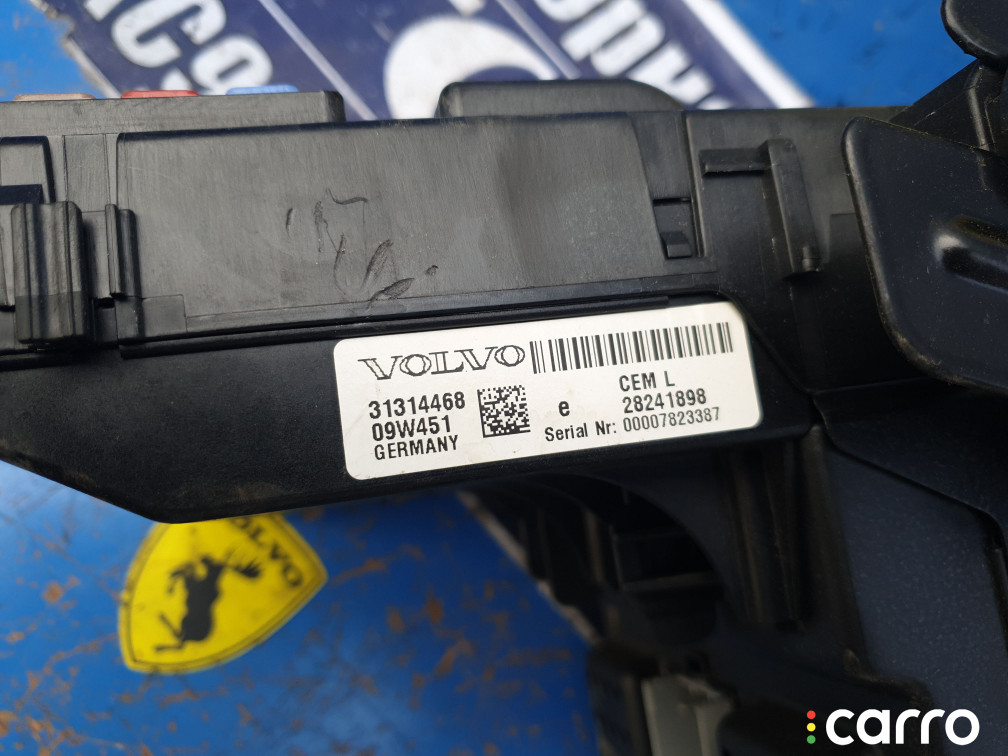 VOLVO
31314468
09W451
GERMANY
e
CEM L
28241898
Serial Nr: 00007823387
VOLVO
carro